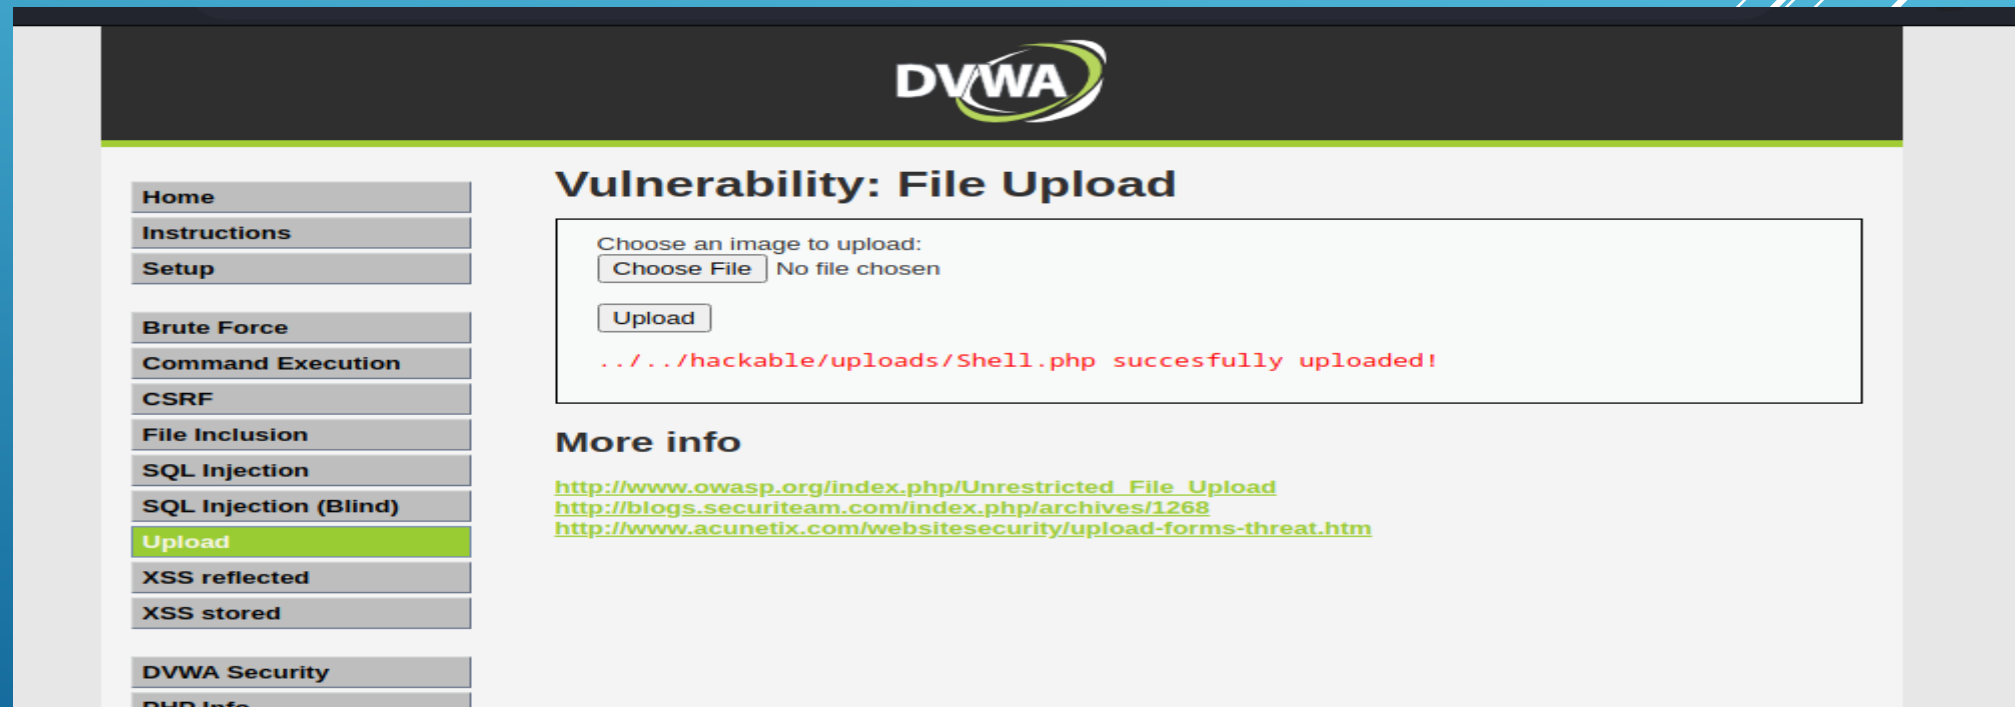 DVWA
Home
Instructions
Setup
Brute Force
Command Execution
CSRF
File Inclusion
SQL Injection
SQL Injection (Blind)
Upload
XSS reflected
XSS stored
DVWA Security
PHP Info
Vulnerability: File Upload
Choose an image to upload:
Choose File No file chosen
Upload
../../hackable/uploads/Shell.php succesfully uploaded!
More info
http://www.owasp.org/index.php/Unrestricted_File_Upload
http://blogs.securiteam.com/index.php/archives/1268
http://www.acunetix.com/websitesecurity/upload-forms-threat.htm